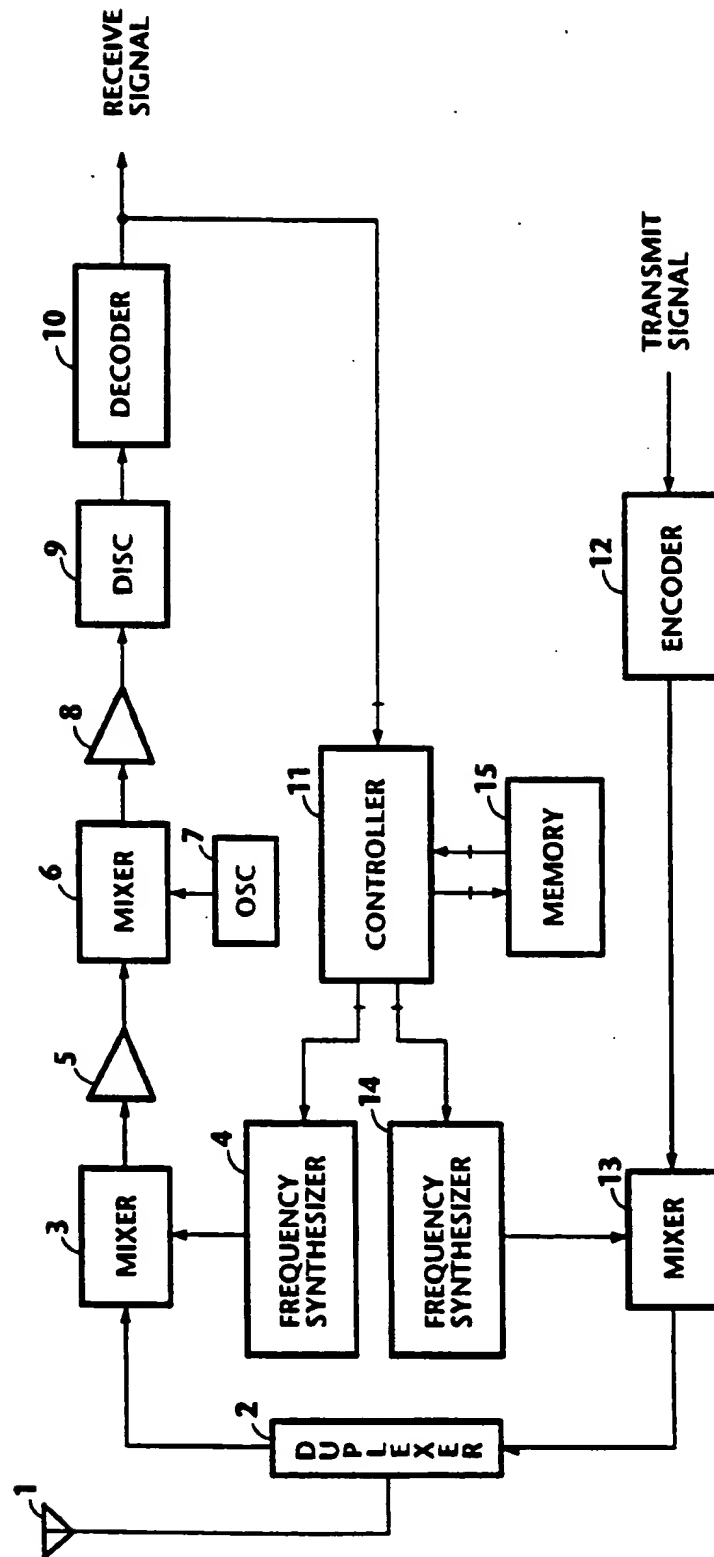 1
2
DUPLEXER
3
MIXER
4
FREQUENCY
SYNTHESIZER
5
6
MIXER
7
OSC
8
9
DISC
10
DECODER
RECEIVE
SIGNAL
11
CONTROLLER
15
MEMORY
14
FREQUENCY
SYNTHESIZER
13
MIXER
12
ENCODER
TRANSMIT
SIGNAL